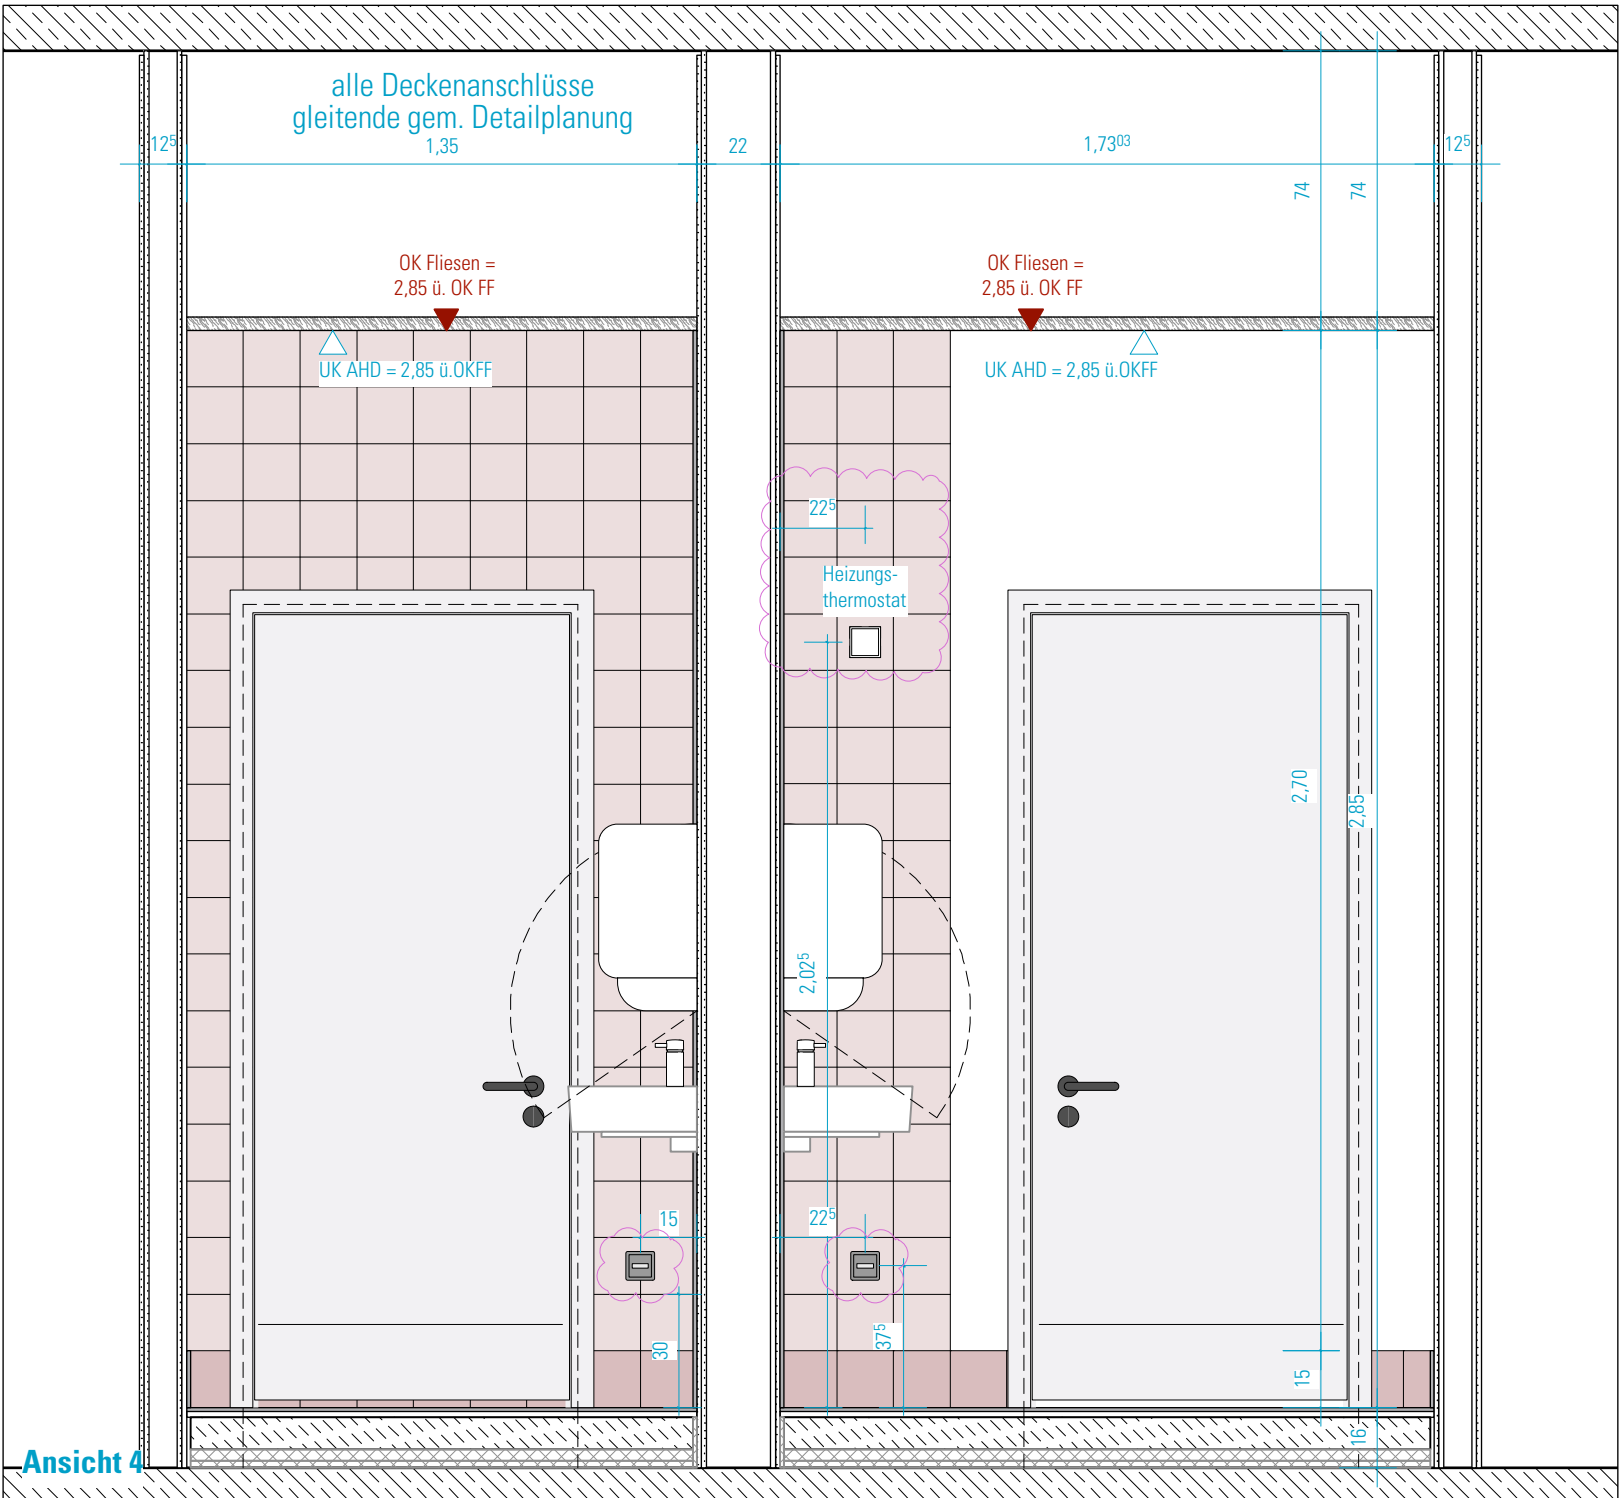 alle Deckenanschlüsse
gleitende gem. Detailplanung
12⁵
1,35
22
1,73⁰³
12⁵
74
74
OK Fliesen =
2,85 ü. OK FF
OK Fliesen =
2,85 ü. OK FF
UK AHD = 2,85 ü.OKFF
UK AHD = 2,85 ü.OKFF
22⁵
Heizungs-
thermostat
2,70
2,85
2,02⁵
15
22⁵
30
37⁵
15
16
Ansicht 4